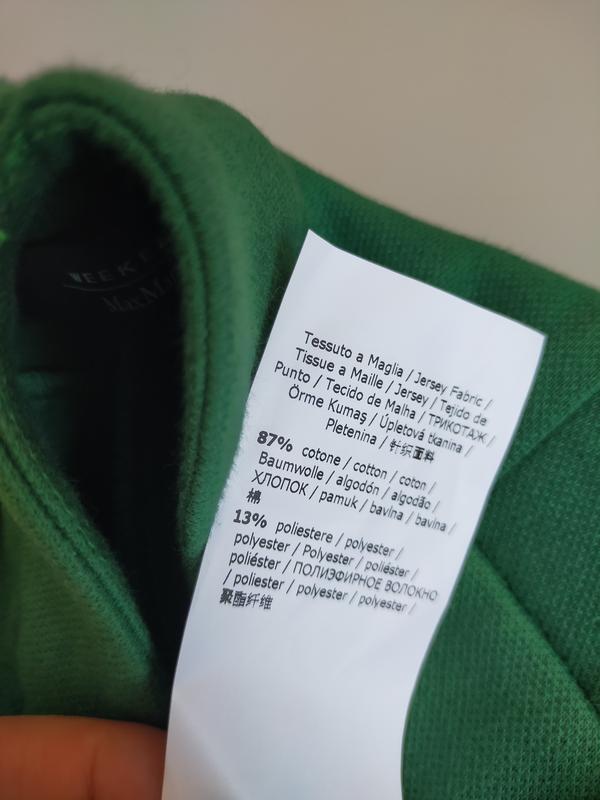 Tessuto a Maglia / Jersey Fabric /
Tissue a Maille / Jersey / Tejido de
Punto / Tecido de Malha / ТРИКОТАЖ /
Örme Kumaş / Úpletová tkanina /
Pletenina / 针织面料
87% cotone / cotton / coton /
Baumwolle / algodón / algodão /
ХЛОПОК / pamuk / bavlna / bavlna /
棉
13% poliestere / polyester /
polyester / Polyester / poliéster /
poliéster / ПОЛИЭФИРНОЕ ВОЛОКНО
/ poliester / polyester / polyester /
聚酯纤维